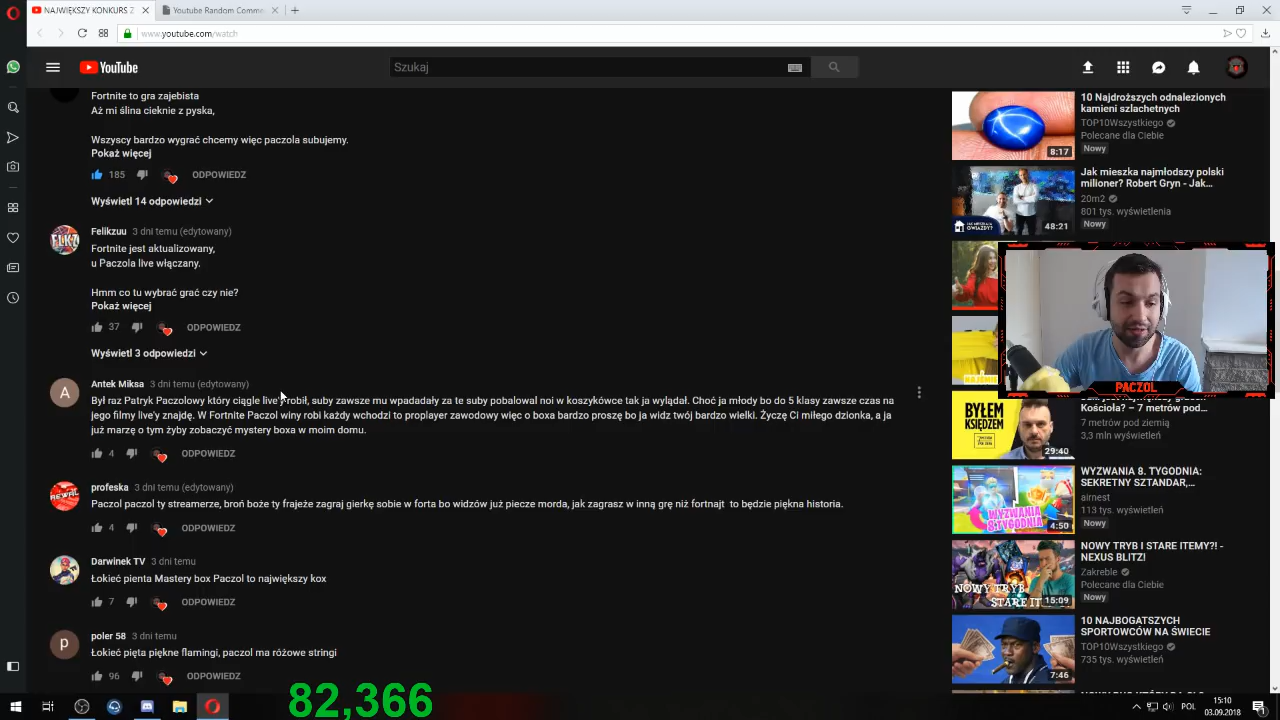 NAJWIĘKSZY KONKURS Z
Youtube Random Comme
www.youtube.com/watch
YouTube
Szukaj
Fortnite to gra zajebista
Aż mi ślina cieknie z pyska,
Wszyscy bardzo wygrać chcemy więc paczola subujemy.
Pokaż więcej
185 ODPOWIEDZ
Wyświetl 14 odpowiedzi
Felikzuu 3 dni temu (edytowany)
Fortnite jest aktualizowany,
u Paczola live włączany.
Hmm co tu wybrać grać czy nie?
Pokaż więcej
37 ODPOWIEDZ
Wyświetl 3 odpowiedzi
A
Antek Miksa 3 dni temu (edytowany)
Był raz Patryk Paczolowy który ciągle live'y robił, suby zawsze mu wpadaday za te suby pobalowal noi w koszykówce tak ja wylądał. Choć ja młody bo do 5 klasy zawsze czas na
jego filmy live'y znajdę. W Fortnite Paczol winy robi każdy wchodzi to proplayer zawodowy więc o boxa bardzo proszę bo ja widz twój bardzo wielki. Życzę Ci miłego dzionka, a ja
już marzę o tym żyby zobaczyć mystery boxa w moim domu.
4 ODPOWIEDZ
REWAL
profeska 3 dni temu (edytowany)
Paczol paczol ty streamerze, broń boże ty frajeże zagraj gierkę sobie w forta bo widzów już piecze morda, jak zagrasz w inną grę niż fortnajt to będzie piękna historia.
4 ODPOWIEDZ
Darwinek TV 3 dni temu
Łokieć pienta Mastery box Paczol to największy kox
7 ODPOWIEDZ
p
poler 58 3 dni temu
Łokieć pięta piękne flamingi, paczol ma różowe stringi
96 ODPOWIEDZ
82,366
10 Najdroższych odnalezionych
kamieni szlachetnych
TOP10Wszystkiego
Polecane dla Ciebie
Nowy
8:17
Jak mieszka najmłodszy polski
milioner? Robert Gryn - Jak...
20m2
801 tys. wyświetlenia
Nowy
JAK MIESZKAJĄ
GWIAZDY?
48:21
PACZOL
Kościoła? – 7 metrów pod...
7 metrów pod ziemią
3,3 mln wyświetleń
BYŁEM
KSIĘDZEM
29:40
WYZWANIA 8. TYGODNIA:
SEKRETNY SZTANDAR,...
airnest
113 tys. wyświetleń
Nowy
WYZWANIA
8 TYGODNIA
4:50
NOWY TRYB I STARE ITEMY?! -
NEXUS BLITZ!
Zakreble
Polecane dla Ciebie
Nowy
NOWY TRYB
STARE IT
15:09
10 NAJBOGATSZYCH
SPORTOWCÓW NA ŚWIECIE
TOP10Wszystkiego
735 tys. wyświetleń
7:46
POL
15:10
03.09.2018